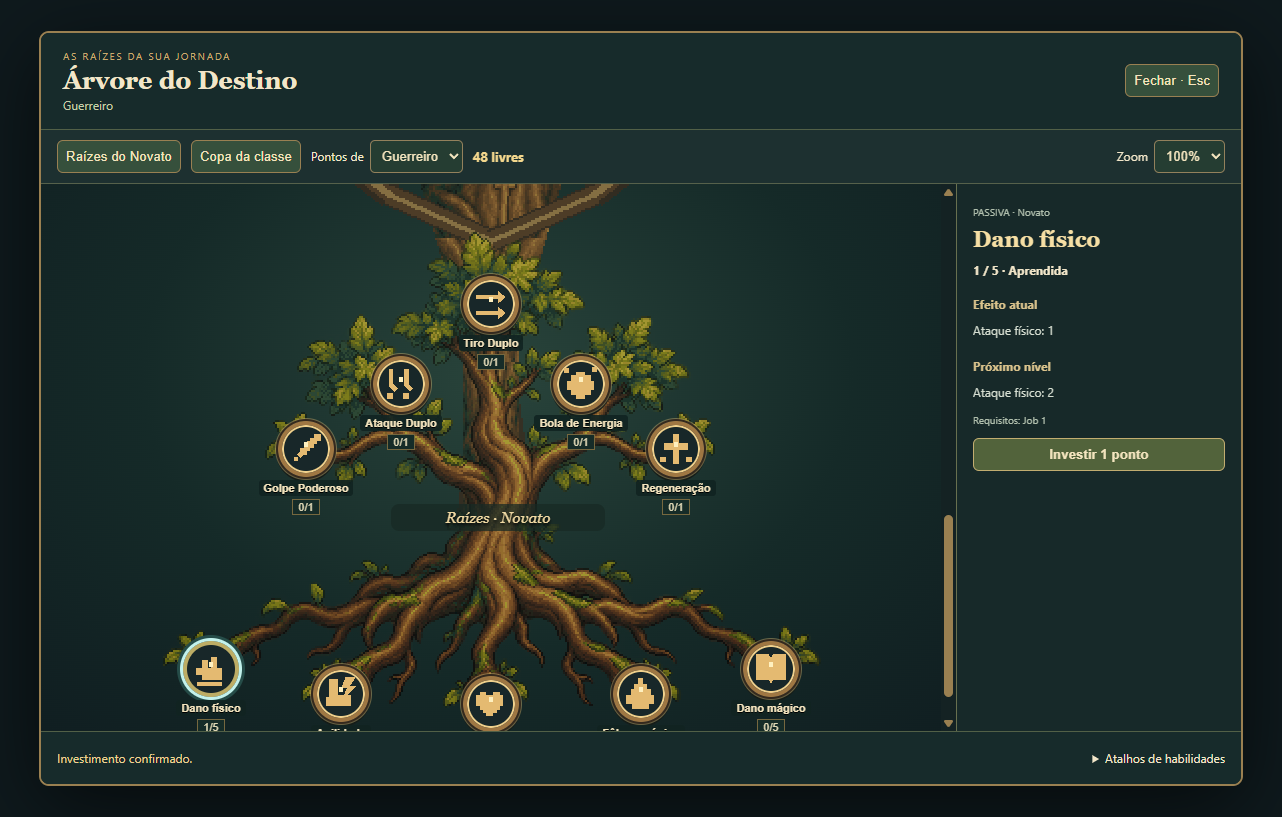 AS RAÍZES DA SUA JORNADA
Árvore do Destino
Guerreiro
Fechar · Esc
Raízes do Novato
Copa da classe
Pontos de
Guerreiro
48 livres
Zoom
100%
Tiro Duplo
0/1
Ataque Duplo
0/1
Bola de Energia
0/1
Golpe Poderoso
0/1
Regeneração
0/1
Raízes · Novato
Dano físico
1/5
Dano mágico
0/5
PASSIVA · Novato
Dano físico
1 / 5 · Aprendida
Efeito atual
Ataque físico: 1
Próximo nível
Ataque físico: 2
Requisitos: Job 1
Investir 1 ponto
Investimento confirmado.
▶ Atalhos de habilidades